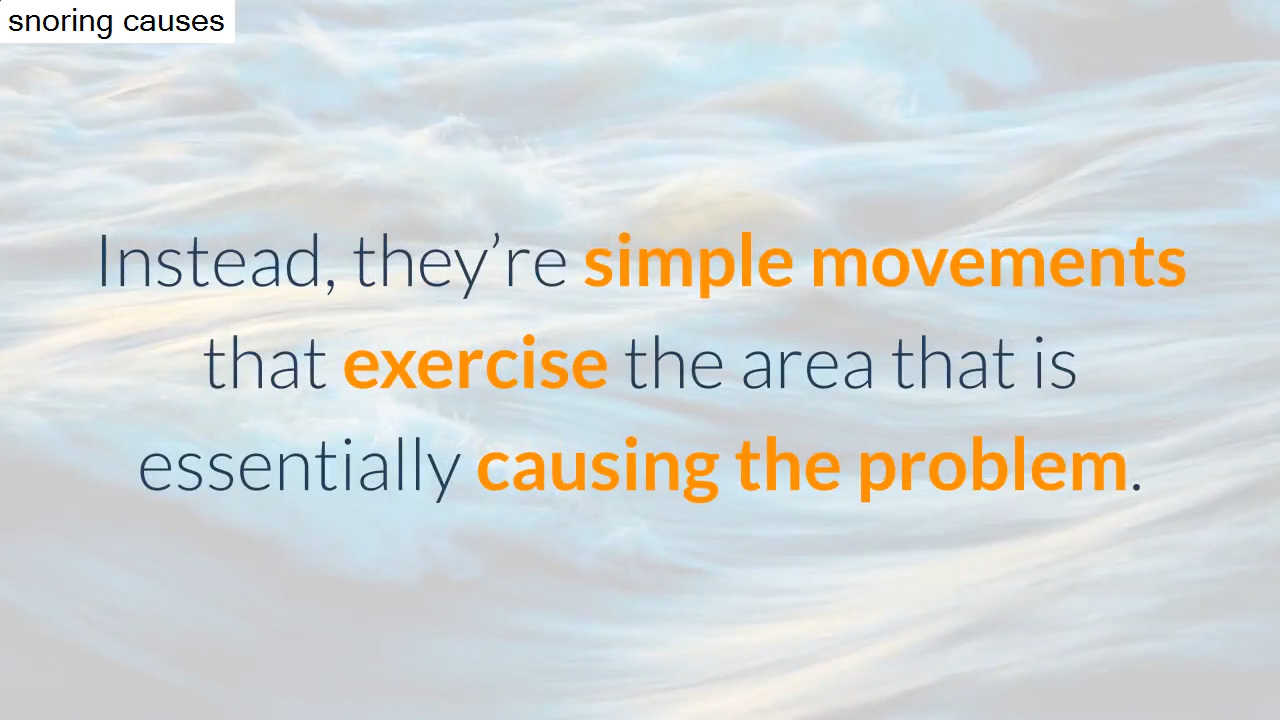 snoring causes
Instead, they’re simple movements
that exercise the area that is
essentially causing the problem.